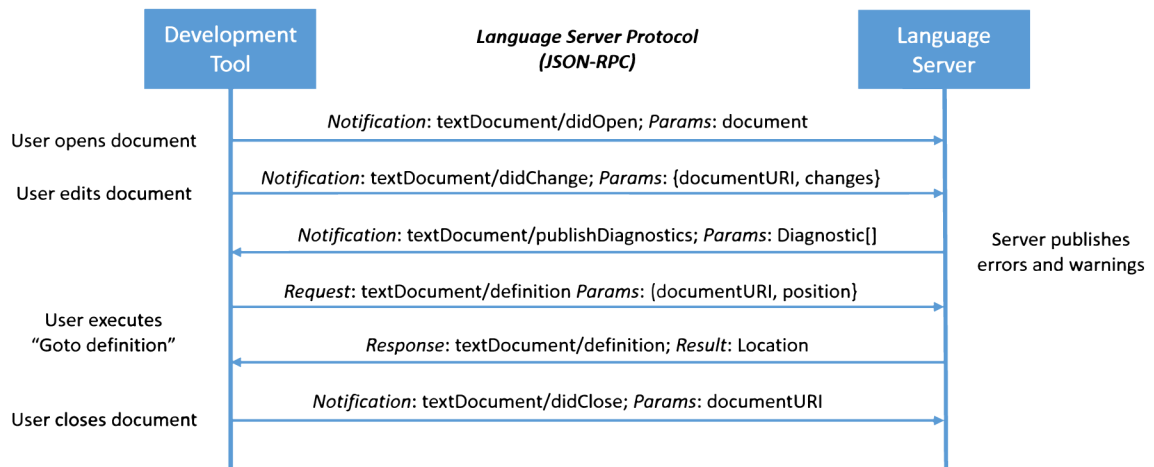 Development
Tool
Language Server Protocol
(JSON-RPC)
Language
Server
Notification: textDocument/didOpen; Params: document
User opens document
Notification: textDocument/didChange; Params: {documentURI, changes}
User edits document
Notification: textDocument/publishDiagnostics; Params: Diagnostic[]
Server publishes
errors and warnings
Request: textDocument/definition Params: (documentURI, position}
User executes
“Goto definition”
Response: textDocument/definition; Result: Location
Notification: textDocument/didClose; Params: documentURI
User closes document